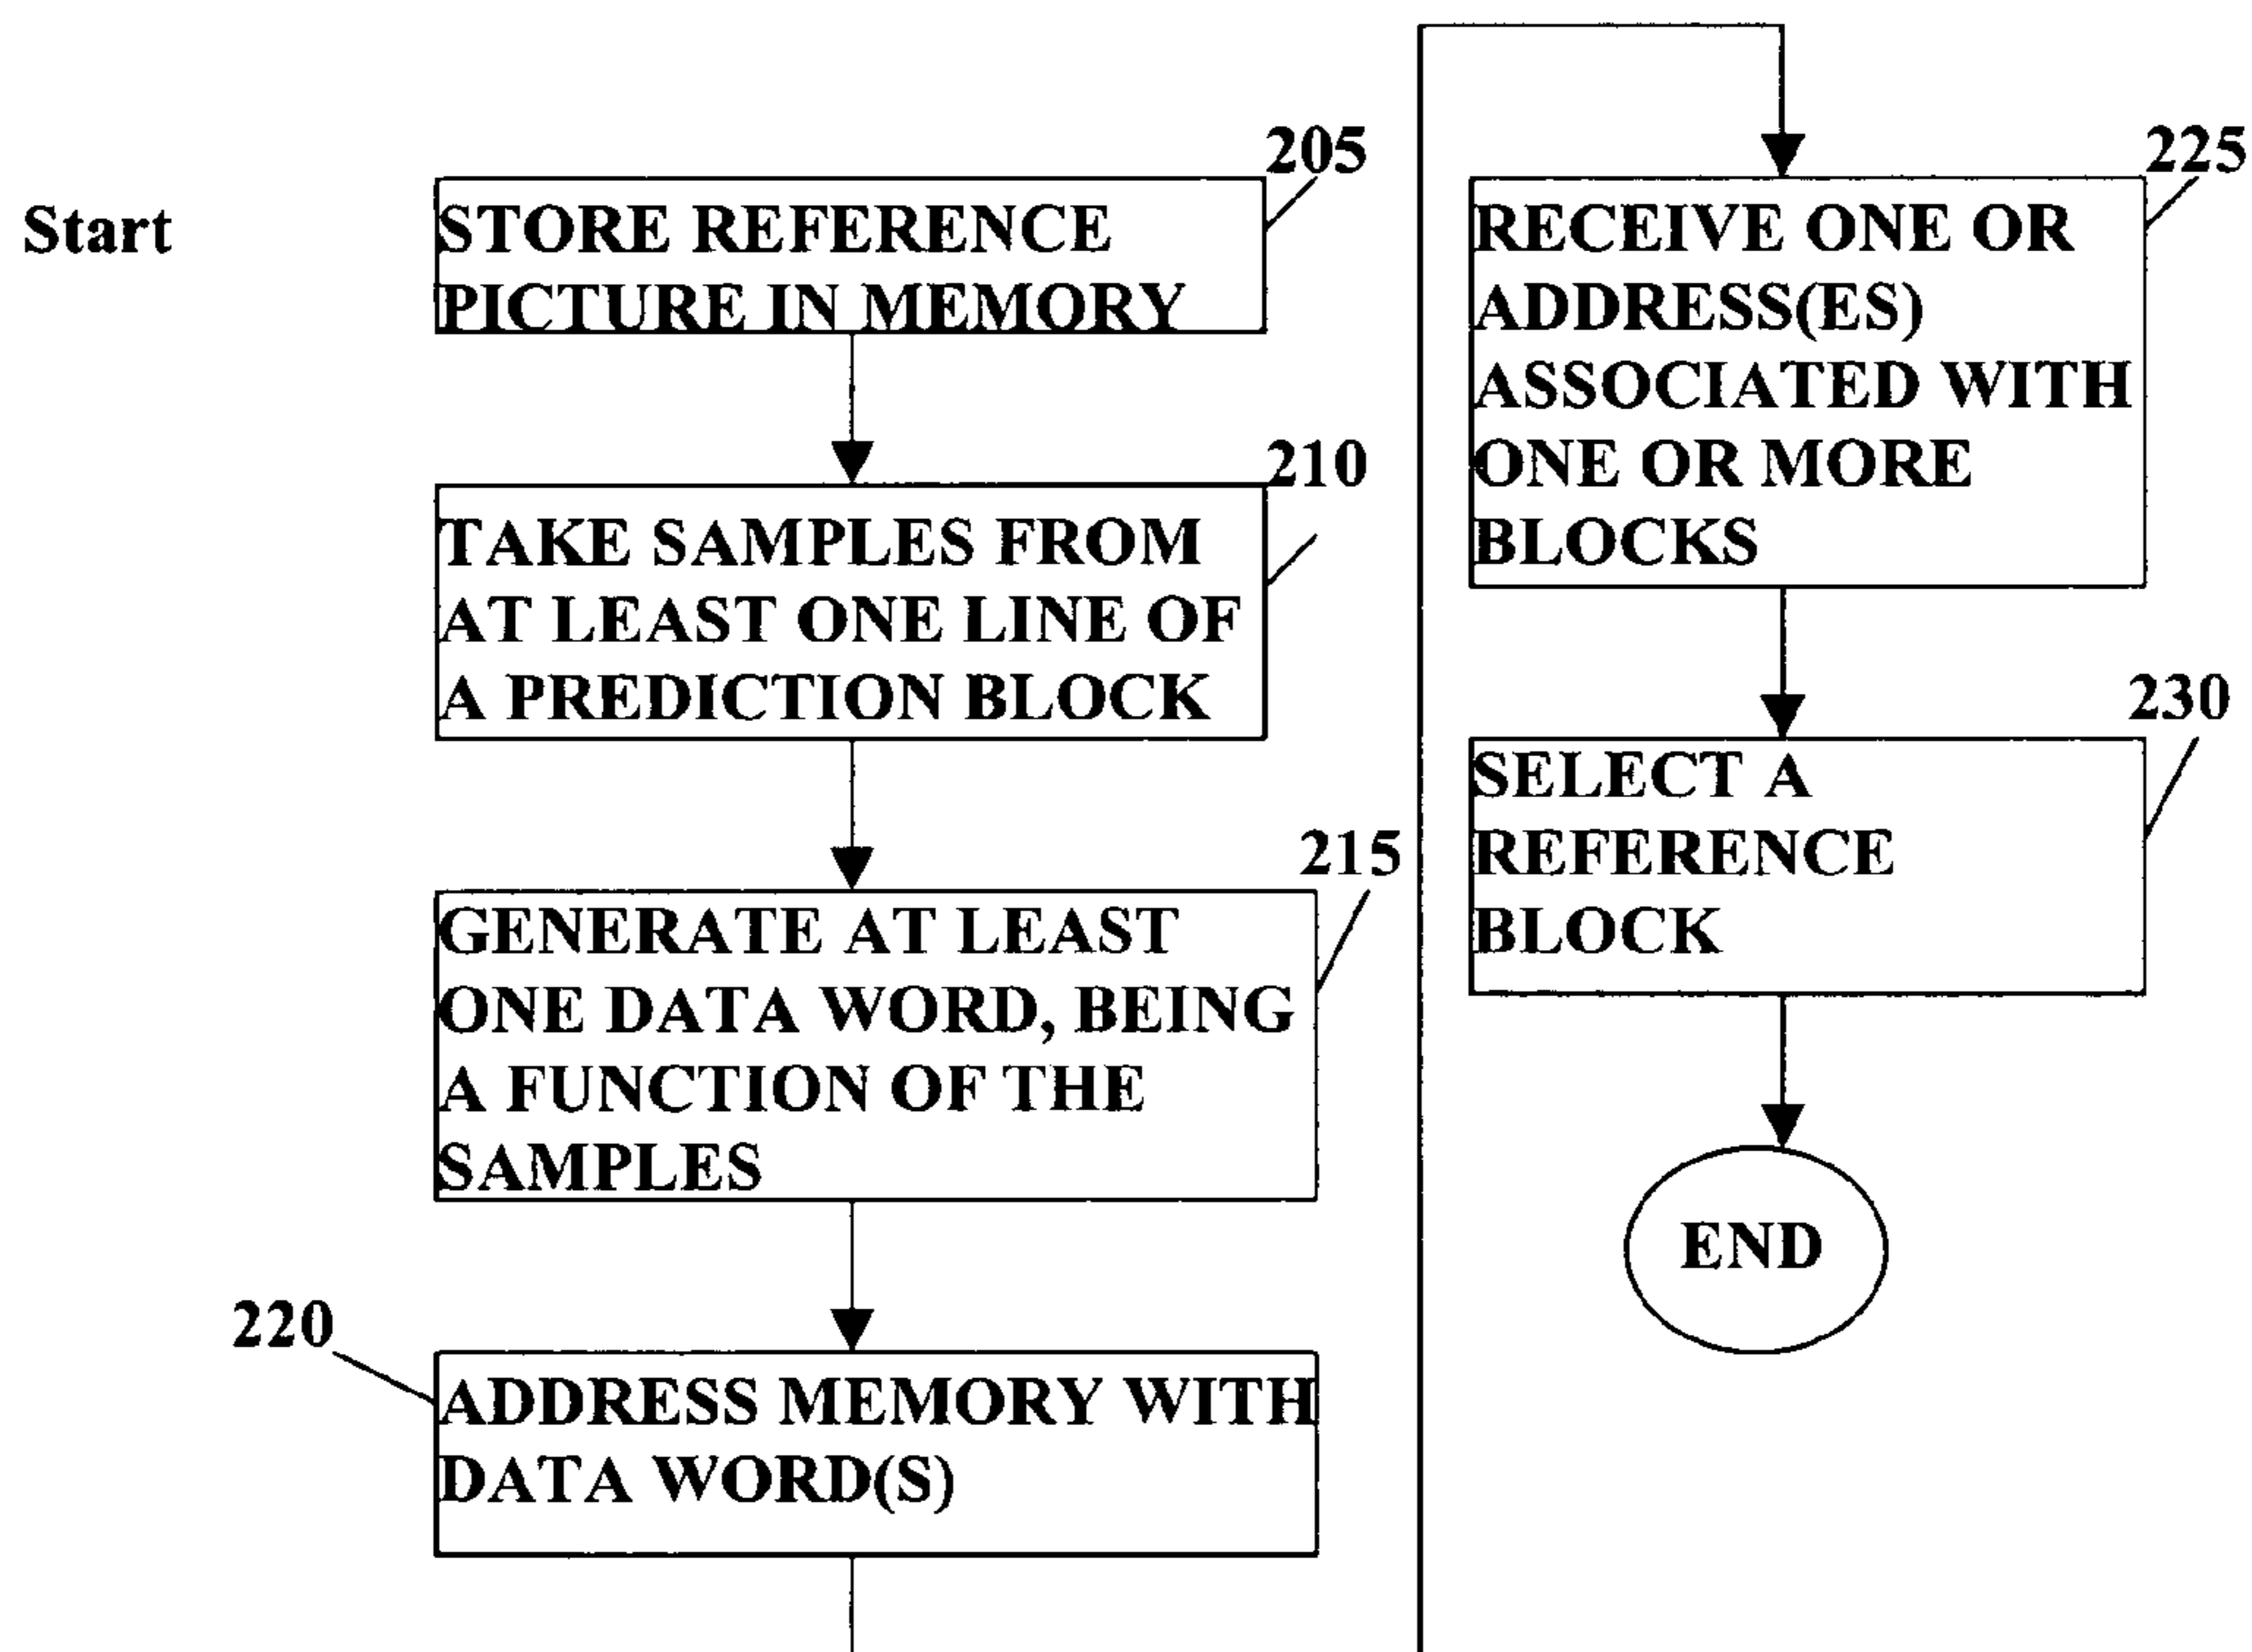 Start
205
STORE REFERENCE
PICTURE IN MEMORY
210
TAKE SAMPLES FROM
AT LEAST ONE LINE OF
A PREDICTION BLOCK
215
GENERATE AT LEAST
ONE DATA WORD, BEING
A FUNCTION OF THE
SAMPLES
220
ADDRESS MEMORY WITH
DATA WORD(S)
225
RECEIVE ONE OR
ADDRESS(ES)
ASSOCIATED WITH
ONE OR MORE
BLOCKS
230
SELECT A
REFERENCE
BLOCK
END